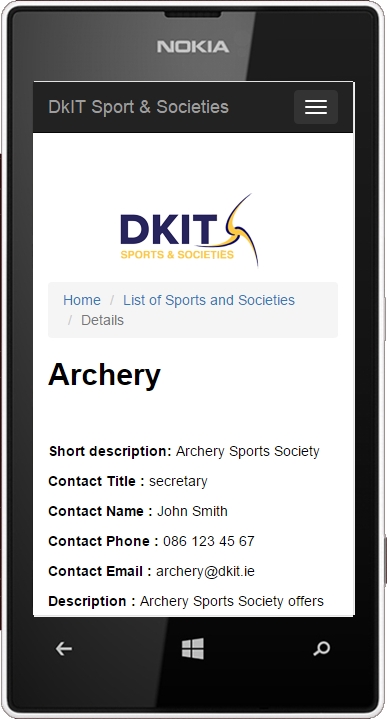 NOKIA
DkIT Sport & Societies
DKIT
SPORTS & SOCIETIES
Home / List of Sports and Societies
/ Details
Archery
Short description: Archery Sports Society
Contact Title : secretary
Contact Name : John Smith
Contact Phone : 086 123 45 67
Contact Email : archery@dkit.ie
Description : Archery Sports Society offers